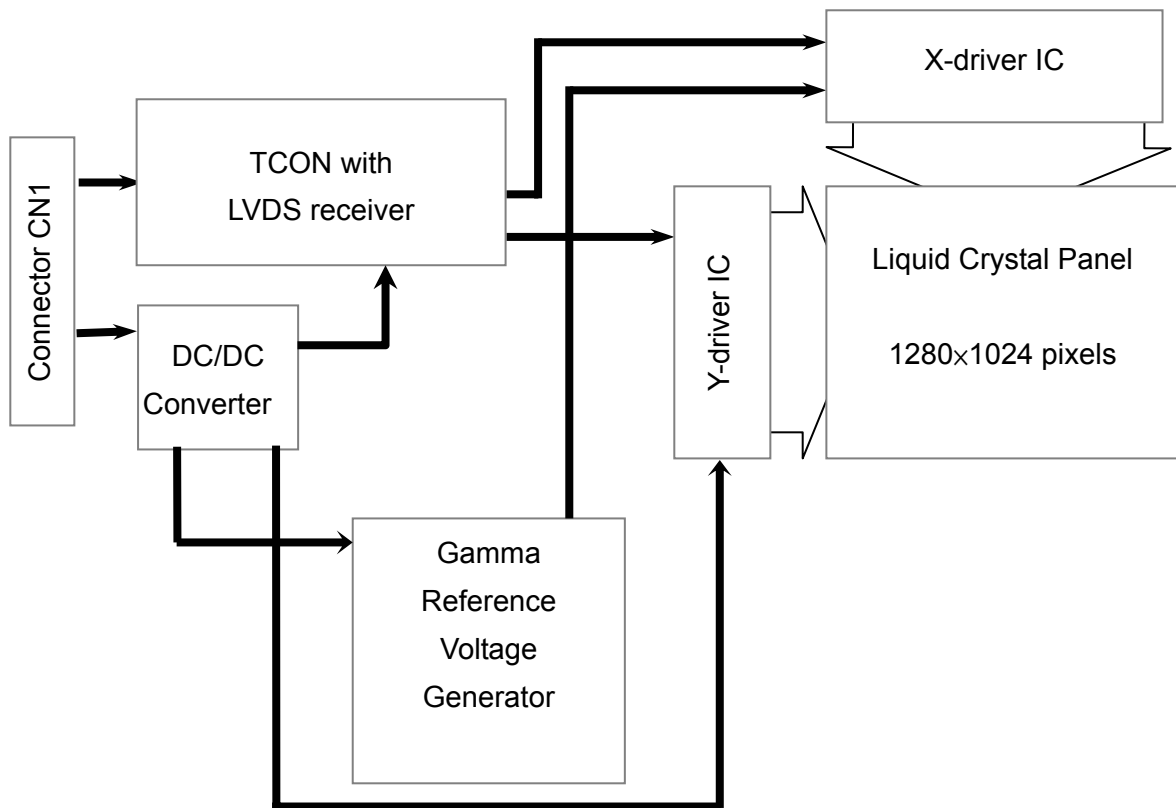 X-driver IC
TCON with
LVDS receiver
Connector CN1
Y-driver IC
Liquid Crystal Panel
1280×1024 pixels
DC/DC
Converter
Gamma
Reference
Voltage
Generator